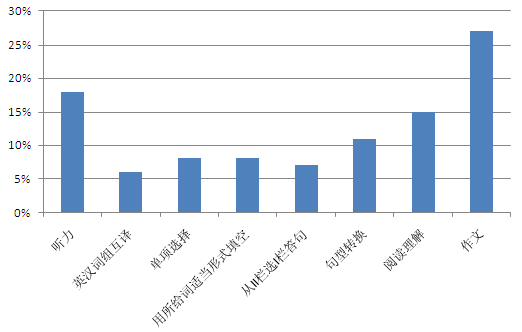 30%
25%
20%
15%
10%
5%
0%
听力
英汉词组互译
单项选择
用所给词适当形式填空
从II栏选I栏答句
句型转换
阅读理解
作文